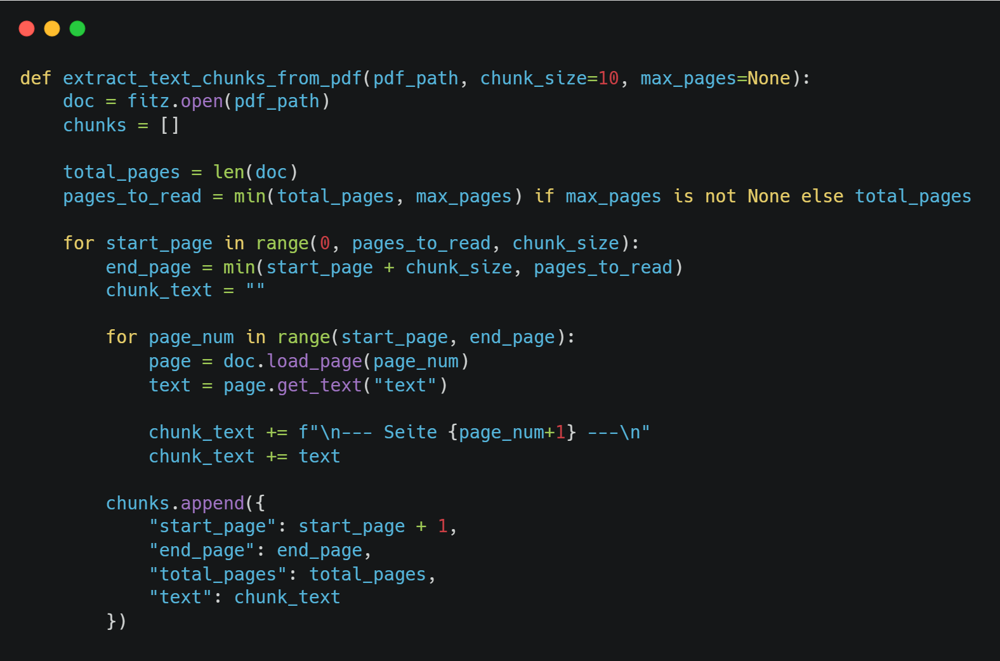 def extract_text_chunks_from_pdf(pdf_path, chunk_size=10, max_pages=None):
    doc = fitz.open(pdf_path)
    chunks = []

    total_pages = len(doc)
    pages_to_read = min(total_pages, max_pages) if max_pages is not None else total_pages

    for start_page in range(0, pages_to_read, chunk_size):
        end_page = min(start_page + chunk_size, pages_to_read)
        chunk_text = ""

        for page_num in range(start_page, end_page):
            page = doc.load_page(page_num)
            text = page.get_text("text")

            chunk_text += f"\n--- Seite {page_num+1} ---\n"
            chunk_text += text

        chunks.append({
            "start_page": start_page + 1,
            "end_page": end_page,
            "total_pages": total_pages,
            "text": chunk_text
        })